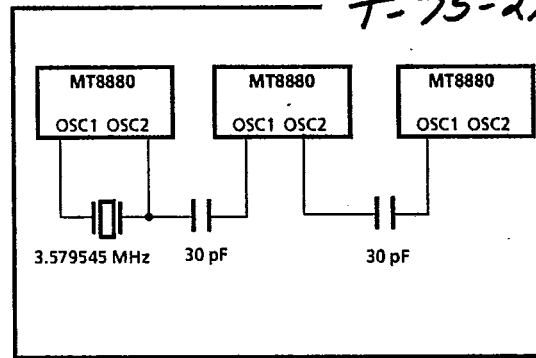 MT8880 MT8880 MT8880
OSC1 OSC2 OSC1 OSC2 OSC1 OSC2
3.579545 MHz 30 pF 30 pF